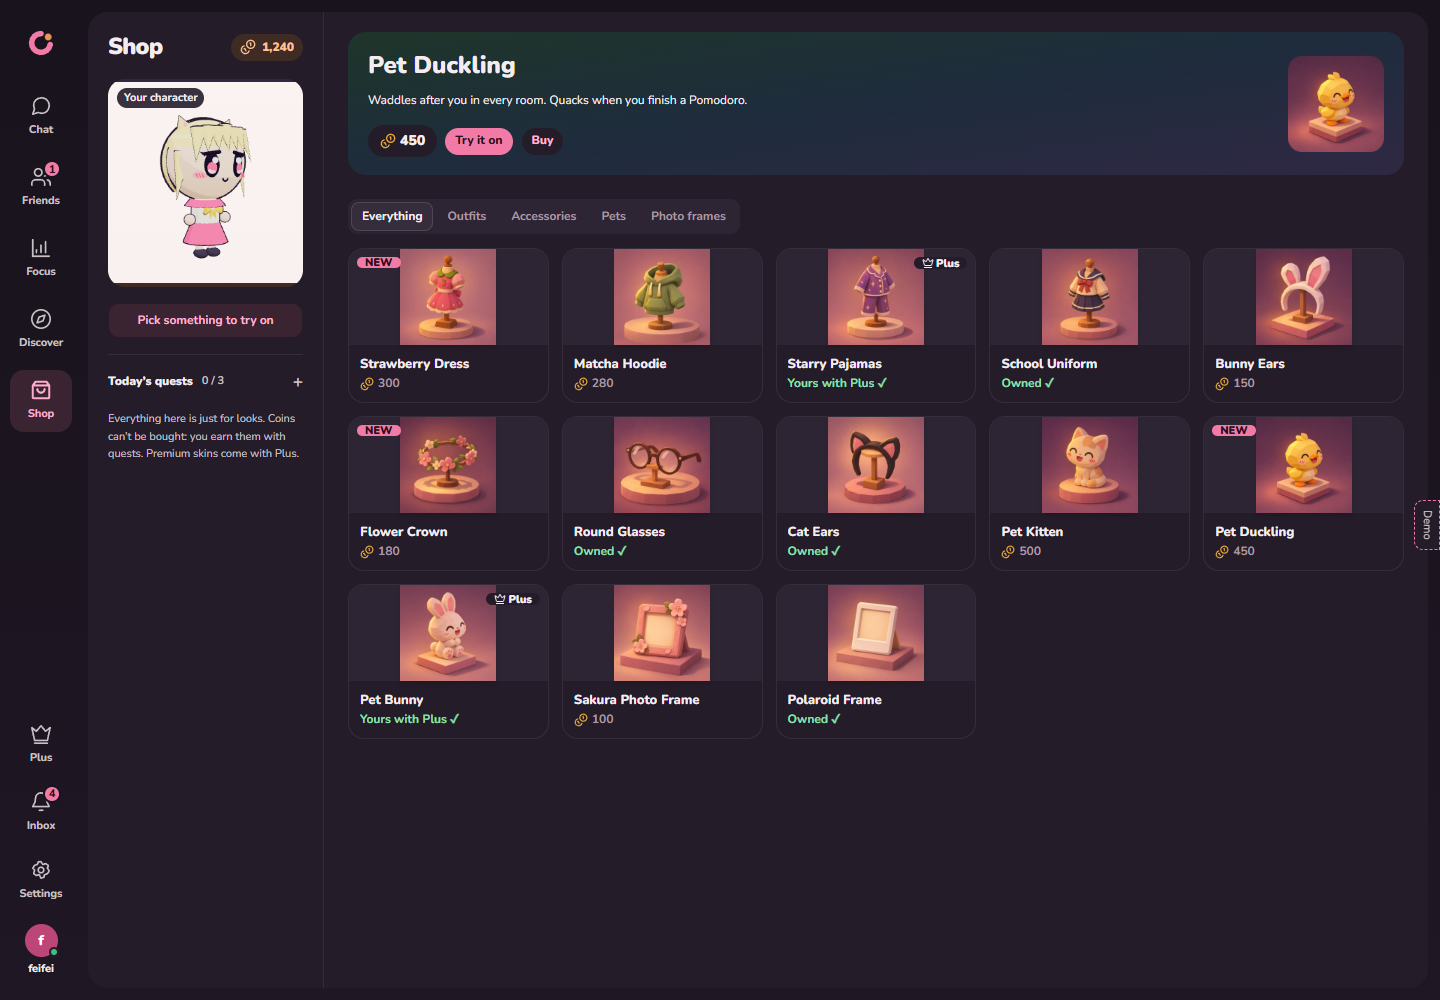 Chat
1
Friends
Focus
Discover
Shop
Plus
4
Inbox
Settings
f
feifei
Shop
1,240
Your character
Pick something to try on
Today's quests 0 / 3 +
Everything here is just for looks. Coins
can't be bought: you earn them with
quests. Premium skins come with Plus.
Pet Duckling
Waddles after you in every room. Quacks when you finish a Pomodoro.
450 Try it on Buy
Everything Outfits Accessories Pets Photo frames
NEW
Strawberry Dress
300
Matcha Hoodie
280
Plus
Starry Pajamas
Yours with Plus ✓
School Uniform
Owned ✓
Bunny Ears
150
NEW
Flower Crown
180
Round Glasses
Owned ✓
Cat Ears
Owned ✓
Pet Kitten
500
NEW
Pet Duckling
450
Plus
Pet Bunny
Yours with Plus ✓
Sakura Photo Frame
100
Polaroid Frame
Owned ✓
Demo